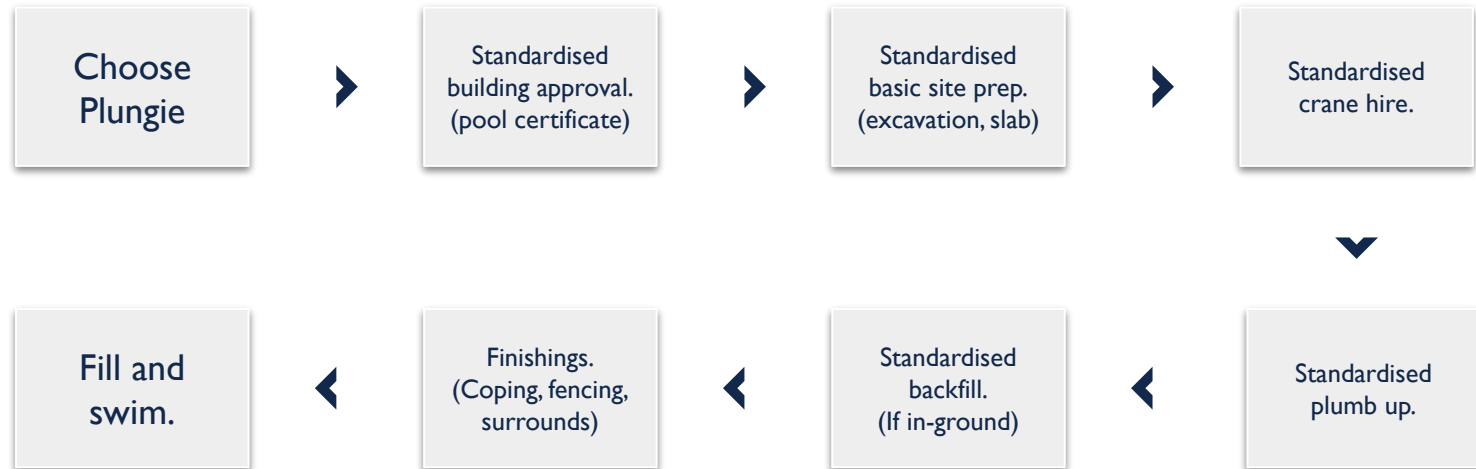 Choose
Plungie
Standardised
building approval.
(pool certificate)
Standardised
basic site prep.
(excavation, slab)
Standardised
crane hire.
Standardised
plumb up.
Standardised
backfill.
(If in-ground)
Finishings.
(Coping, fencing,
surrounds)
Fill and
swim.